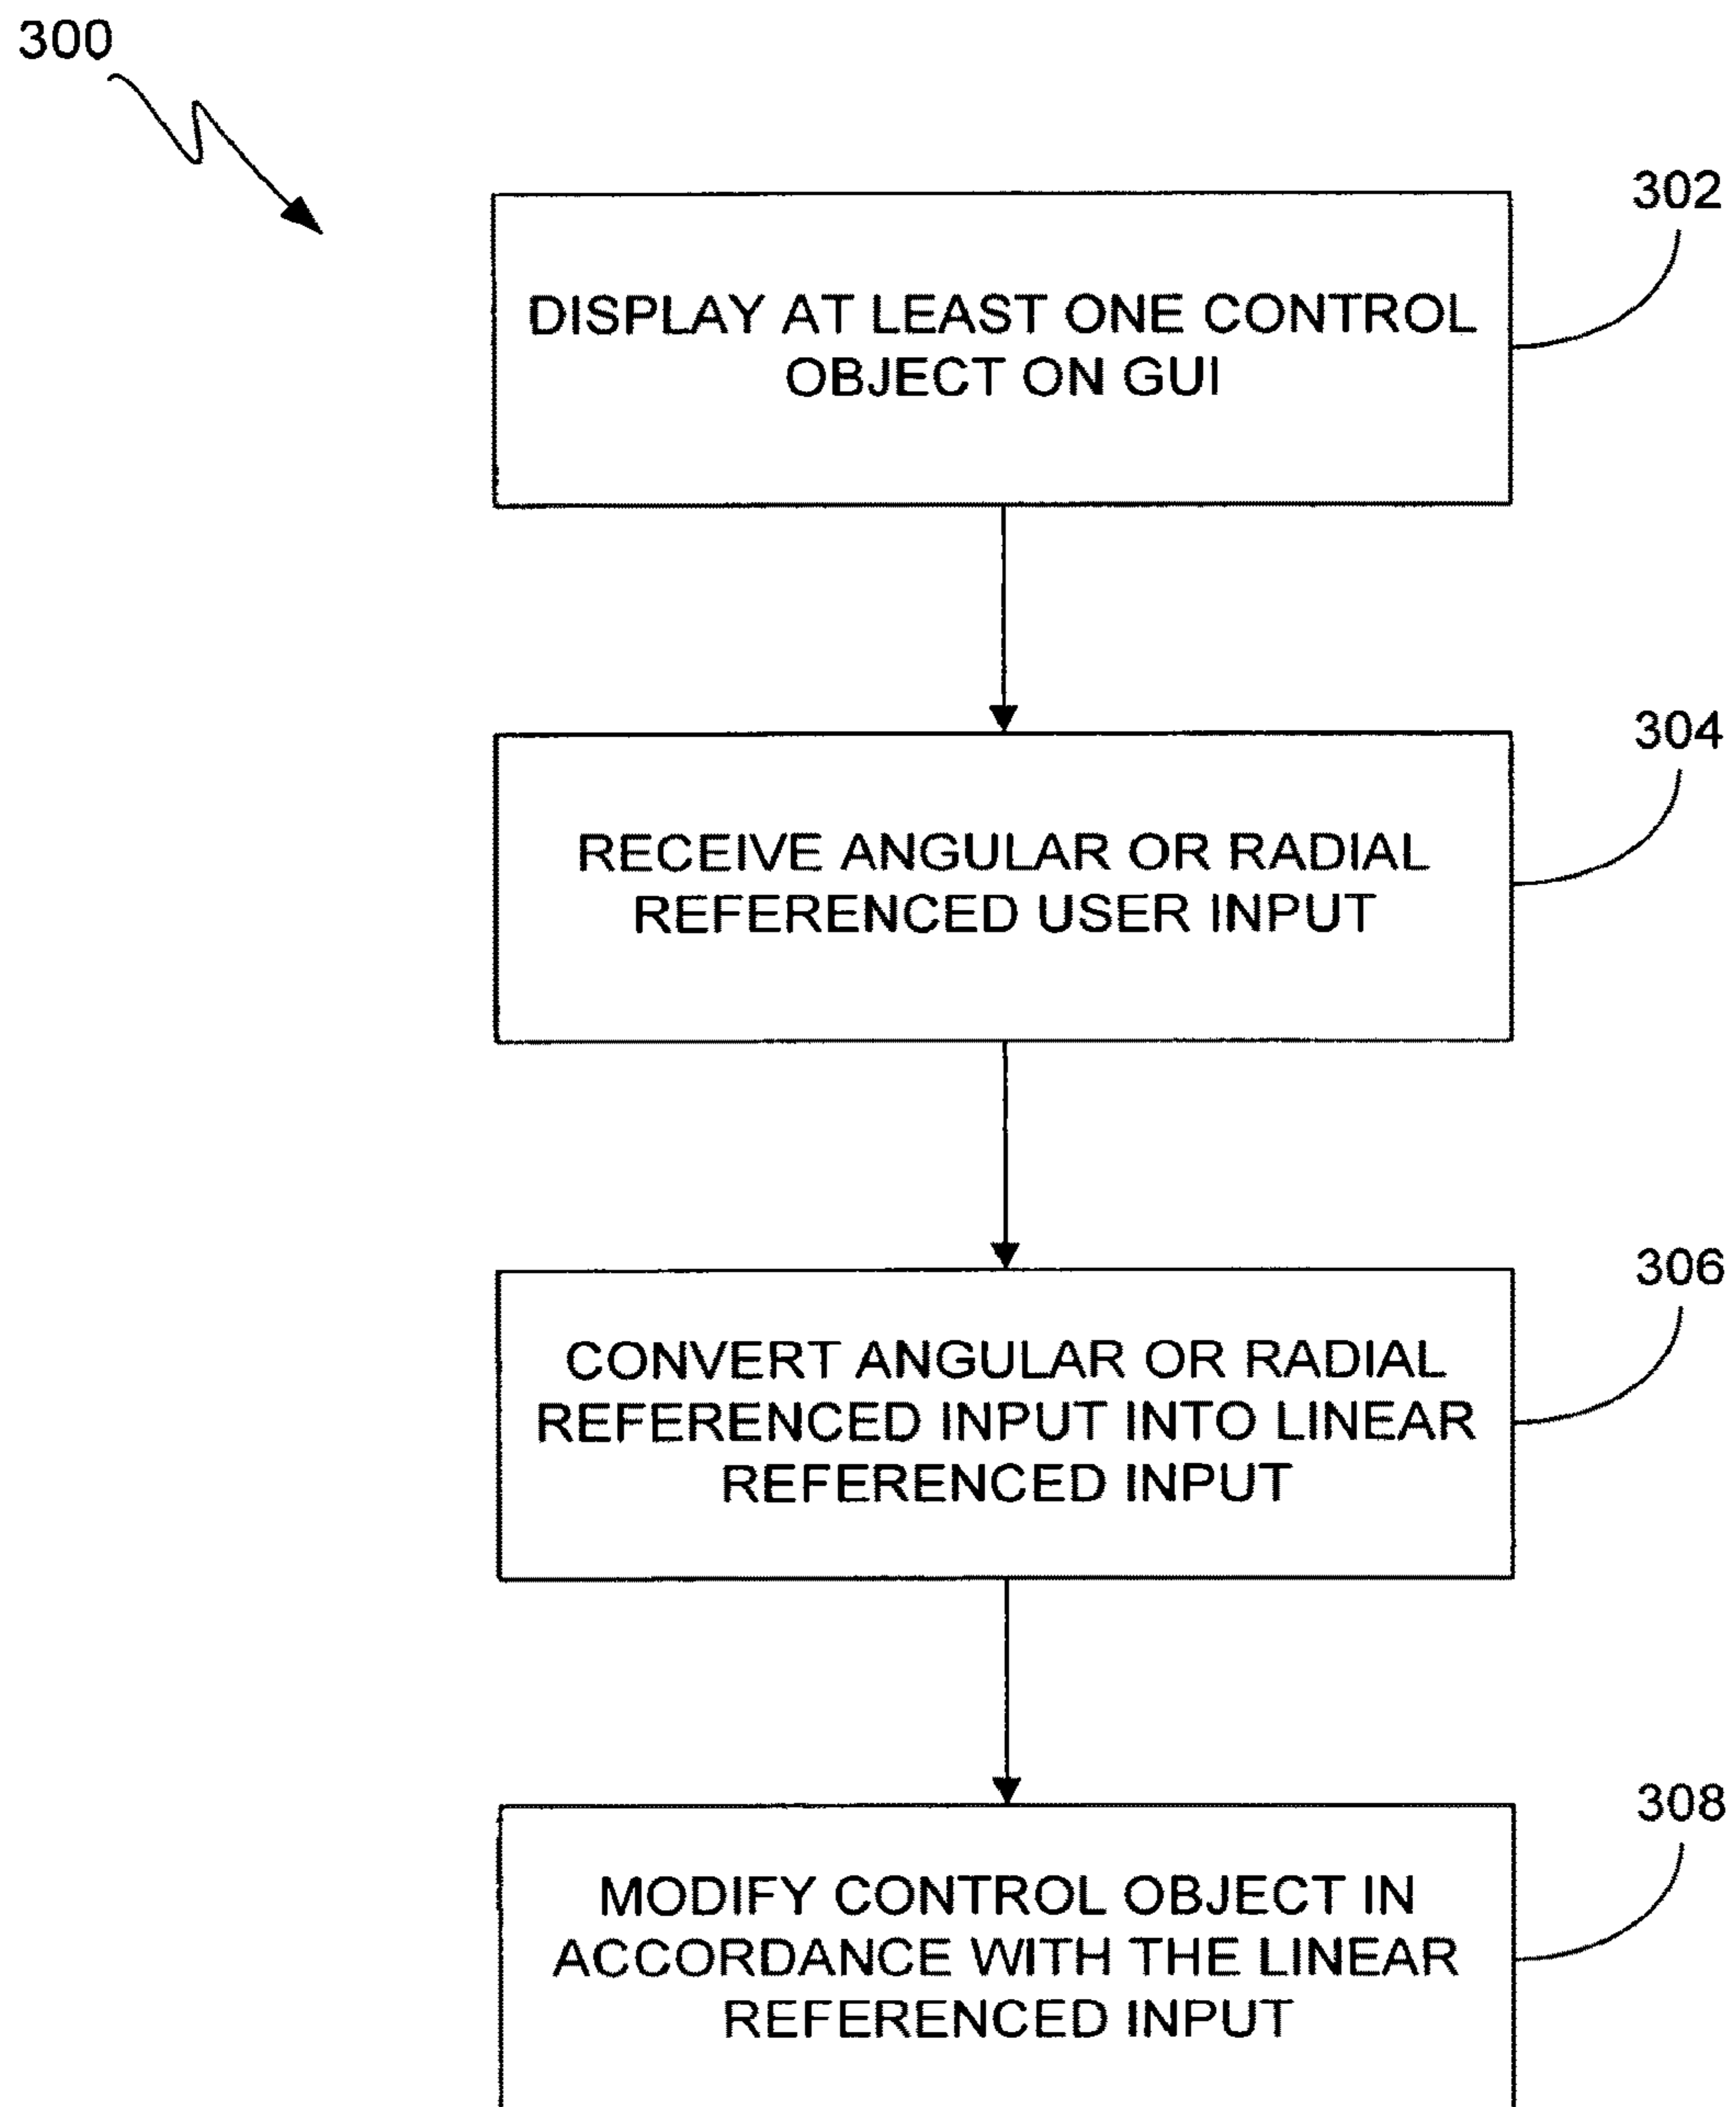 300
302
DISPLAY AT LEAST ONE CONTROL
OBJECT ON GUI
304
RECEIVE ANGULAR OR RADIAL
REFERENCED USER INPUT
306
CONVERT ANGULAR OR RADIAL
REFERENCED INPUT INTO LINEAR
REFERENCED INPUT
308
MODIFY CONTROL OBJECT IN
ACCORDANCE WITH THE LINEAR
REFERENCED INPUT